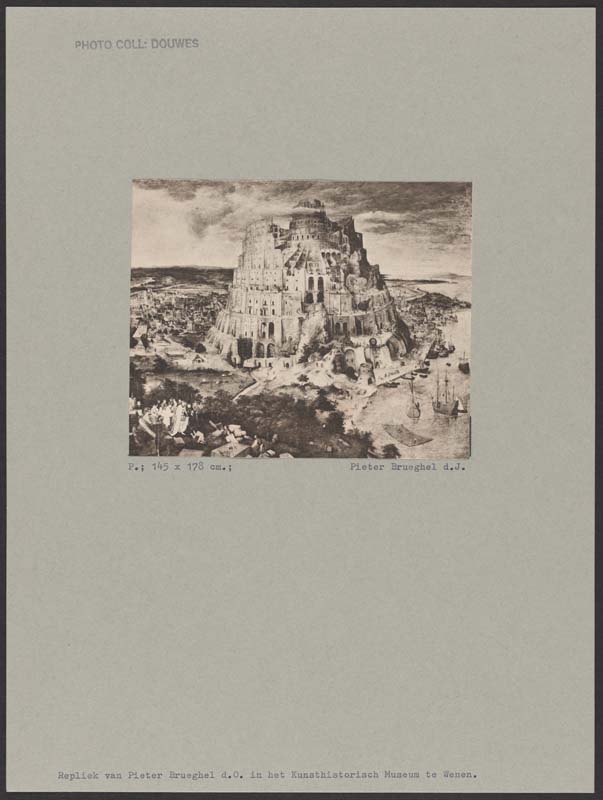 PHOTO COLL: DOUWES
P.; 145 x 178 cm.; Pieter Brueghel d.J.
Repliek van Pieter Brueghel d.O. in het Kunsthistorisch Museum te Wenen.